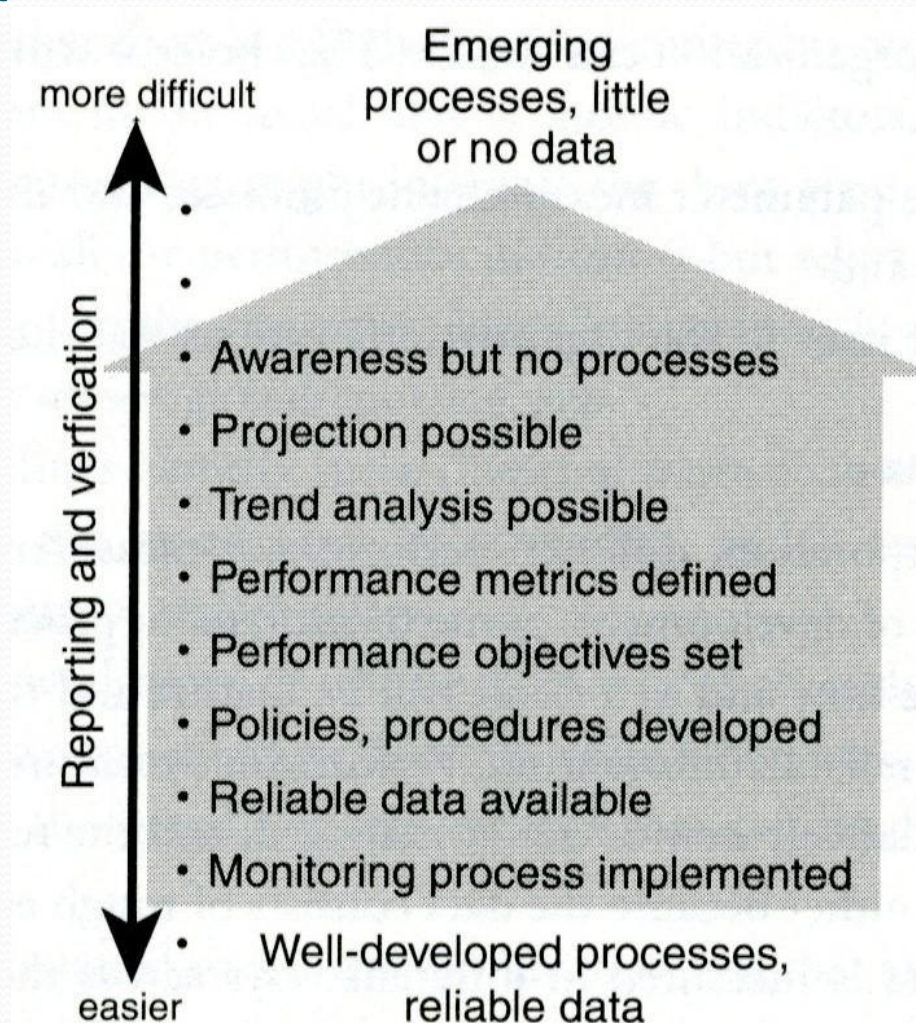 Emerging
processes, little
or no data
more difficult
Reporting and verfication
• Awareness but no processes
• Projection possible
• Trend analysis possible
• Performance metrics defined
• Performance objectives set
• Policies, procedures developed
• Reliable data available
• Monitoring process implemented
• Well-developed processes,
reliable data
easier